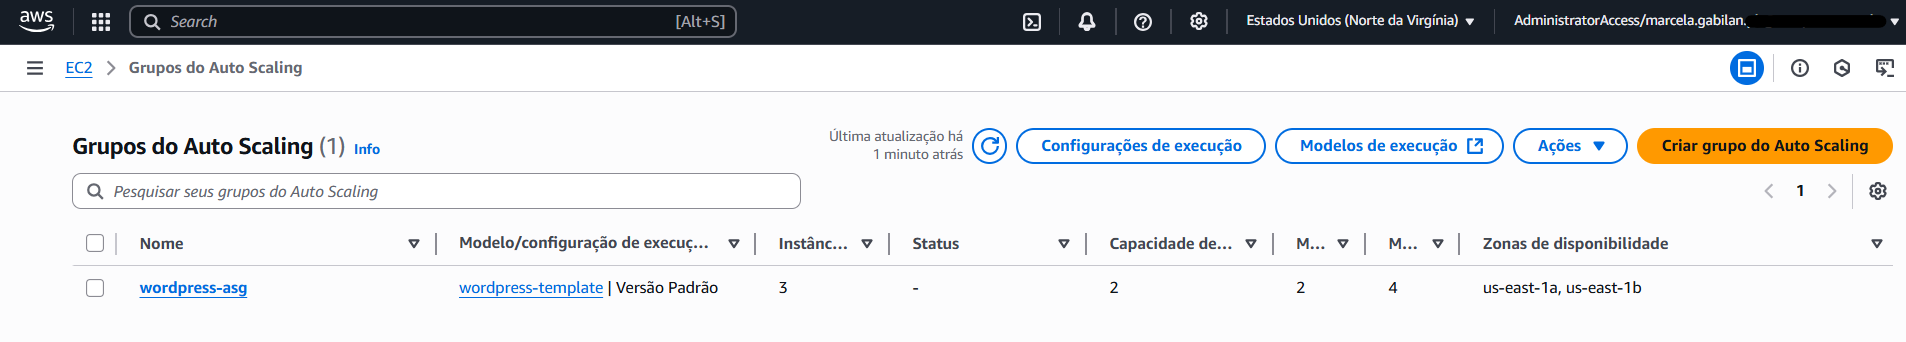 aws Search [Alt+S] Estados Unidos (Norte da Virgínia) AdministratorAccess/marcela.gabilan.
EC2 > Grupos do Auto Scaling
Grupos do Auto Scaling (1) Info
Última atualização há
1 minuto atrás
Configurações de execução Modelos de execução Ações Criar grupo do Auto Scaling
Pesquisar seus grupos do Auto Scaling
1
Nome Modelo/configuração de execuç... Instânc... Status Capacidade de... M... M... Zonas de disponibilidade
wordpress-asg wordpress-template | Versão Padrão 3 - 2 2 4 us-east-1a, us-east-1b